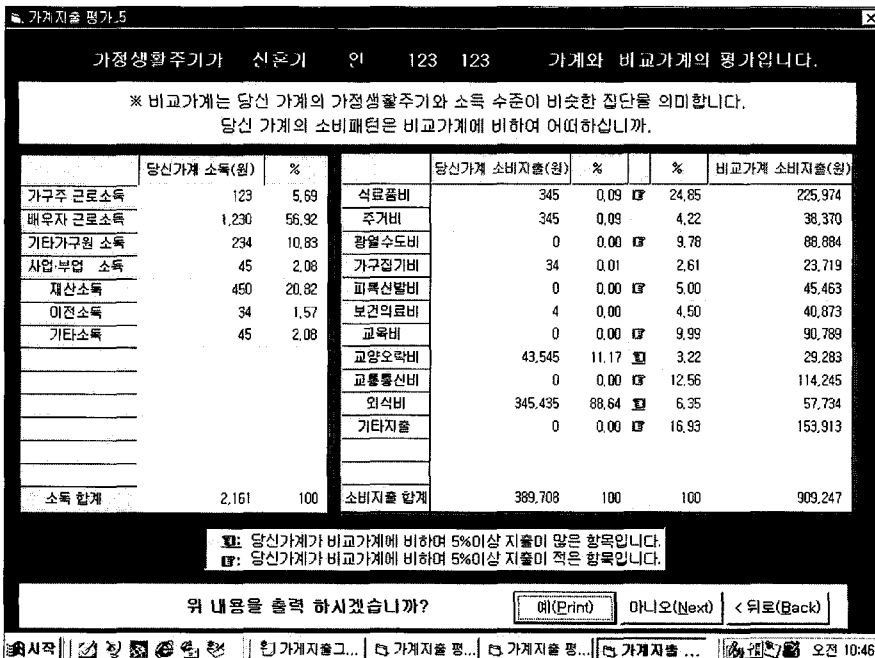 가계지출 평가_5
가정생활주기가 신혼기 인 123 123 가계와 비교가계의 평가입니다.
※ 비교가계는 당신 가계의 가정생활주기와 소득 수준이 비슷한 집단을 의미합니다.
당신 가계의 소비패턴은 비교가계에 비하여 어떠하십니까.
당신가계 소득(원) %
가구주 근로소득 123 5,69
배우자 근로소득 1,230 56,92
기타가구원 소득 234 10,83
사업·부업 소득 45 2,08
재산소득 450 20,82
이전소득 34 1,57
기타소득 45 2,08
소득 합계 2,161 100
당신가계 소비지출(원) % % 비교가계 소비지출(원)
식료품비 345 0,09 ☞ 24,85 225,974
주거비 345 0,09 4,22 38,370
광열수도비 0 0,00 ☞ 9,78 88,884
가구집기비 34 0,01 2,61 23,719
피복신발비 0 0,00 ☞ 5,00 45,463
보건의료비 4 0,00 4,50 40,873
교육비 0 0,00 ☞ 9,99 90,789
교양오락비 43,545 11,17 3,22 29,283
교통통신비 0 0,00 ☞ 12,56 114,245
외식비 345,435 88,64 6,35 57,734
기타지출 0 0,00 ☞ 16,93 153,913
소비지출 합계 389,708 100 100 909,247
: 당신가계가 비교가계에 비하여 5%이상 지출이 많은 항목입니다.
☞: 당신가계가 비교가계에 비하여 5%이상 지출이 적은 항목입니다.
위 내용을 출력 하시겠습니까?
예(Print) 아니오(Next) < 뒤로(Back)
시작 가계지출그... 가계지출 평... 가계지출 평... 가계지출 ... 오전 10:46